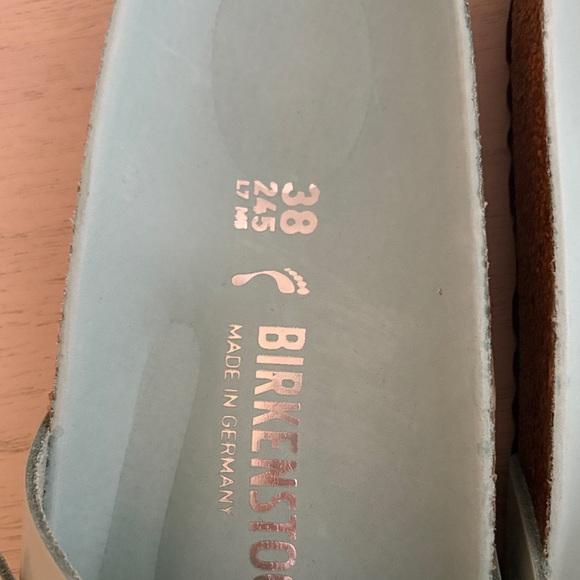 38
245
L7 M5
BIRKENSTOC
MADE IN GERMANY